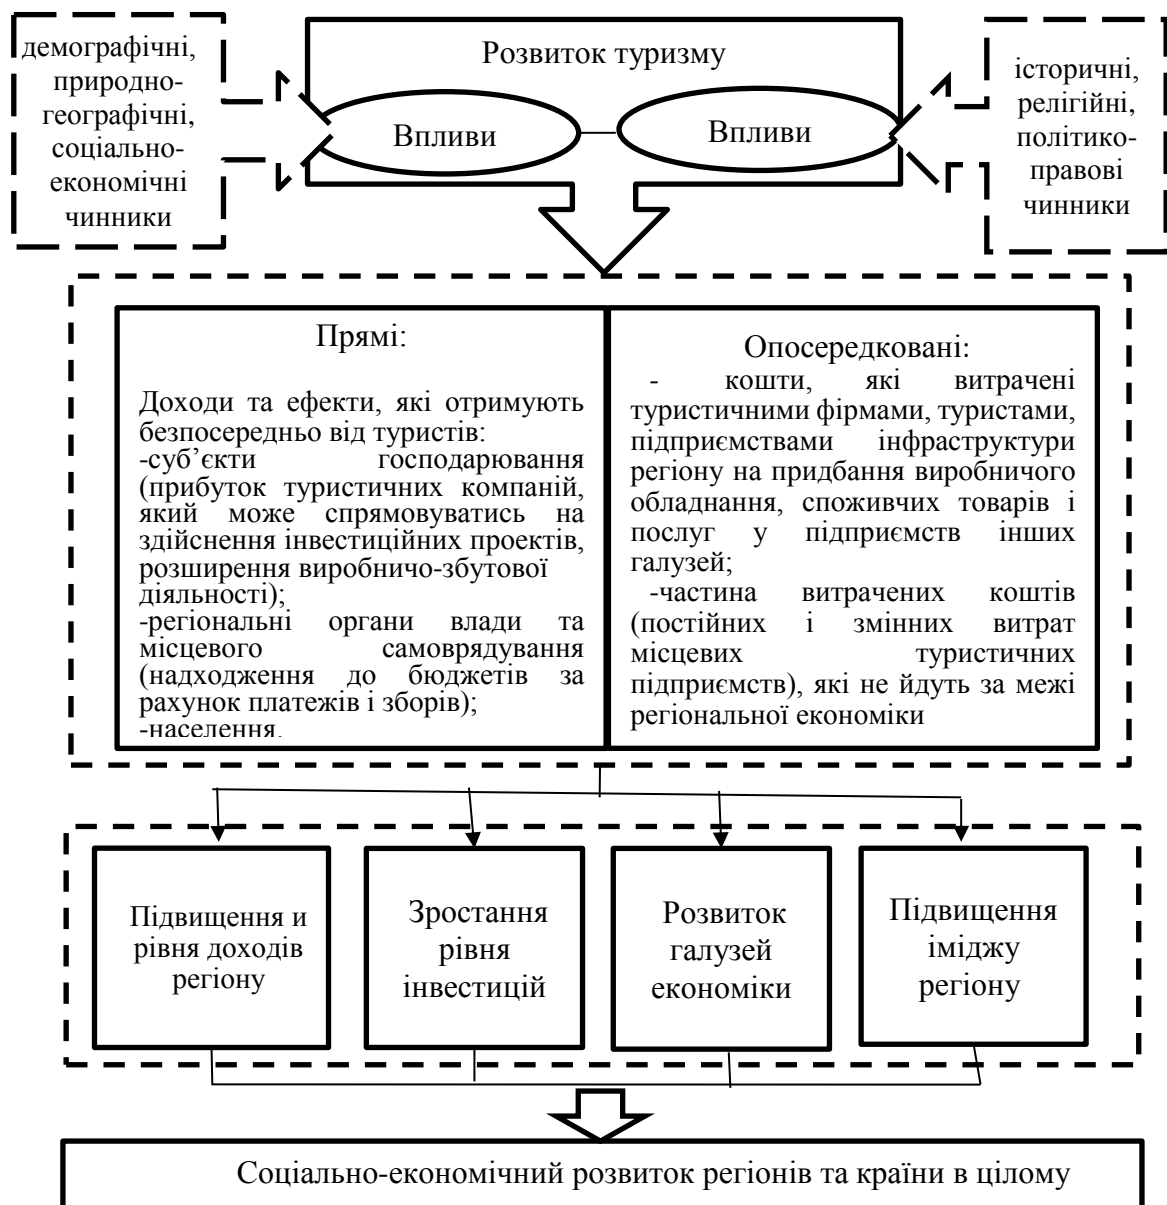 демографічні,
природно-
географічні,
соціально-
економічні
чинники
Розвиток туризму
Впливи
Впливи
історичні,
релігійні,
політико-
правові
чинники
Прямі:
Доходи та ефекти, які отримують
безпосередньо від туристів:
-суб’єкти господарювання
(прибуток туристичних компаній,
який може спрямовуватись на
здійснення інвестиційних проектів,
розширення виробничо-збутової
діяльності);
-регіональні органи влади та
місцевого самоврядування
(надходження до бюджетів за
рахунок платежів і зборів);
-населення.
Опосередковані:
- кошти, які витрачені
туристичними фірмами, туристами,
підприємствами інфраструктури
регіону на придбання виробничого
обладнання, споживчих товарів і
послуг у підприємств інших
галузей;
-частина витрачених коштів
(постійних і змінних витрат
місцевих туристичних
підприємств), які не йдуть за межі
регіональної економіки
Підвищення и
рівня доходів
регіону
Зростання
рівня
інвестицій
Розвиток
галузей
економіки
Підвищення
іміджу
регіону
Соціально-економічний розвиток регіонів та країни в цілому